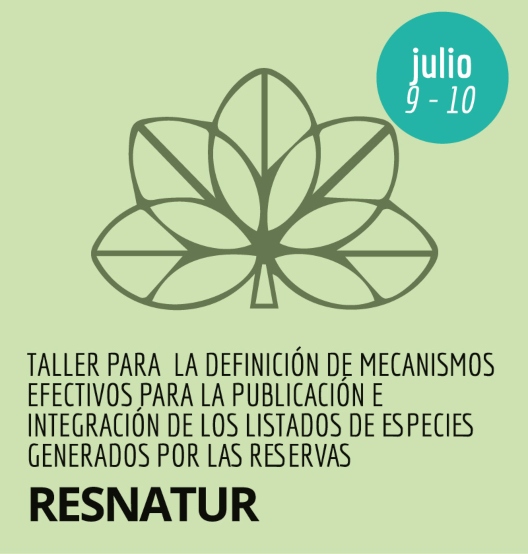 julio
9 - 10
TALLER PARA LA DEFINICIÓN DE MECANISMOS
EFECTIVOS PARA LA PUBLICACIÓN E
INTEGRACIÓN DE LOS LISTADOS DE ESPECIES
GENERADOS POR LAS RESERVAS
RESNATUR